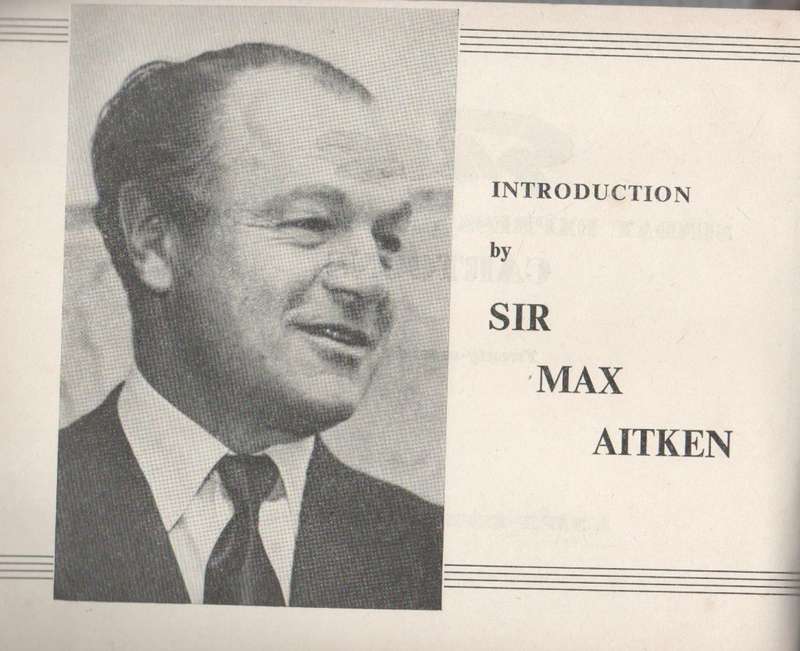 INTRODUCTION
by
SIR
MAX
AITKEN